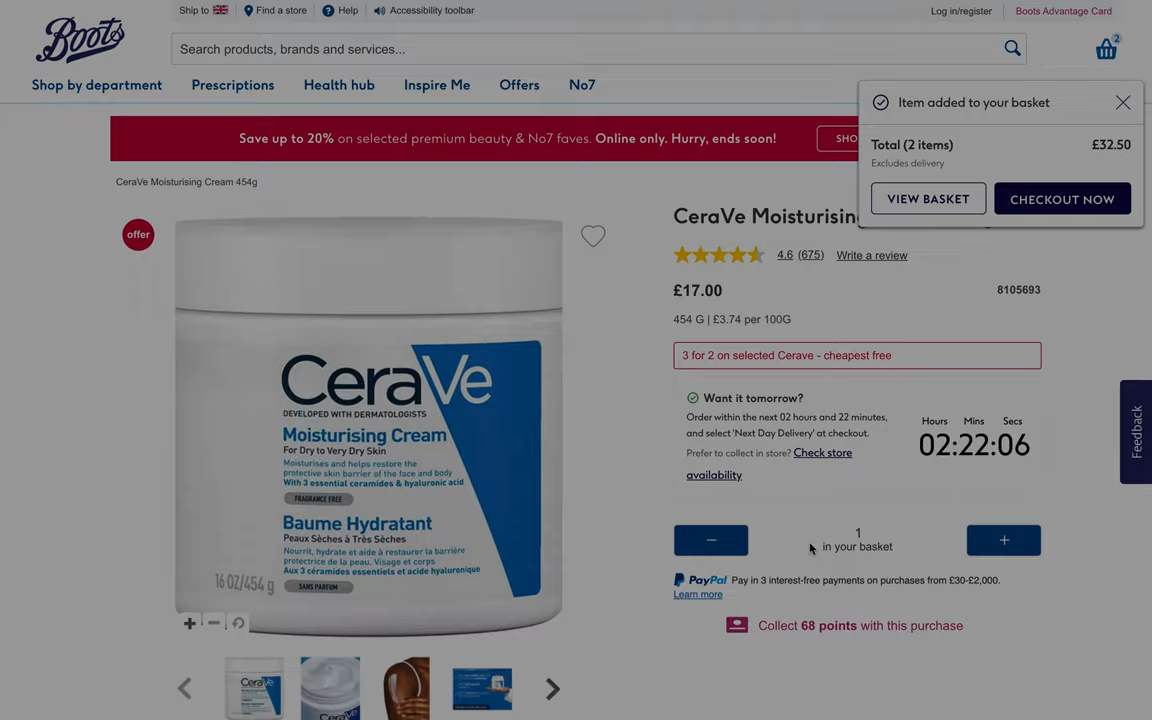 Ship to
Find a store
Help
Accessibility toolbar
Log in/register
Boots Advantage Card
Boots
Search products, brands and services...
2
Shop by department
Prescriptions
Health hub
Inspire Me
Offers
No7
Item added to your basket
Total (2 items)
£32.50
Excludes delivery
VIEW BASKET
CHECKOUT NOW
Save up to 20% on selected premium beauty & No7 faves. Online only. Hurry, ends soon!
SHO
CeraVe Moisturising Cream 454g
offer
CeraVe Moisturising
4.6 (675)
Write a review
£17.00
8105693
454 G | £3.74 per 100G
3 for 2 on selected Cerave - cheapest free
Want it tomorrow?
Order within the next 02 hours and 22 minutes,
and select 'Next Day Delivery' at checkout.
Prefer to collect in store? Check store
availability
Hours Mins Secs
02:22:06
1
in your basket
PayPal Pay in 3 interest-free payments on purchases from £30-£2,000.
Learn more
Collect 68 points with this purchase
Feedback
CeraVe
DEVELOPED WITH DERMATOLOGISTS
Moisturising Cream
For Dry to Very Dry Skin
Moisturises and helps restore the
protective skin barrier of the face and body
With 3 essential ceramides & hyaluronic acid
FRAGRANCE FREE
Baume Hydratant
Peaux Sèches à Très Sèches
Nourrit, hydrate et aide à restaurer la barrière
protectrice de la peau. Visage et corps
Aux 3 céramides essentiels et acide hyaluronique
SANS PARFUM
16 OZ/454 g
CeraVe
CeraVe